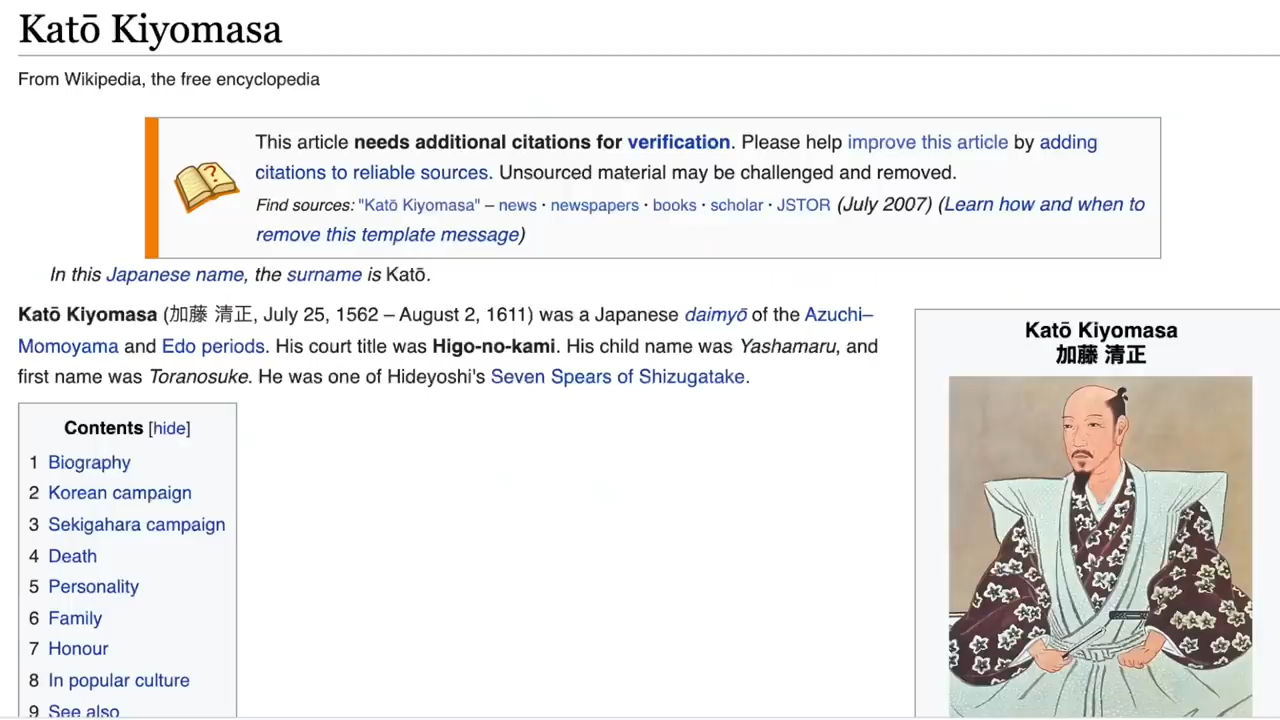 Katō Kiyomasa
From Wikipedia, the free encyclopedia
This article needs additional citations for verification. Please help improve this article by adding
citations to reliable sources. Unsourced material may be challenged and removed.
Find sources: "Katō Kiyomasa" – news · newspapers · books · scholar · JSTOR (July 2007) (Learn how and when to
remove this template message)
In this Japanese name, the surname is Katō.
Katō Kiyomasa (加藤 清正, July 25, 1562 – August 2, 1611) was a Japanese daimyō of the Azuchi–
Momoyama and Edo periods. His court title was Higo-no-kami. His child name was Yashamaru, and
first name was Toranosuke. He was one of Hideyoshi's Seven Spears of Shizugatake.
Contents [hide]
1 Biography
2 Korean campaign
3 Sekigahara campaign
4 Death
5 Personality
6 Family
7 Honour
8 In popular culture
9 See also
Katō Kiyomasa
加藤 清正